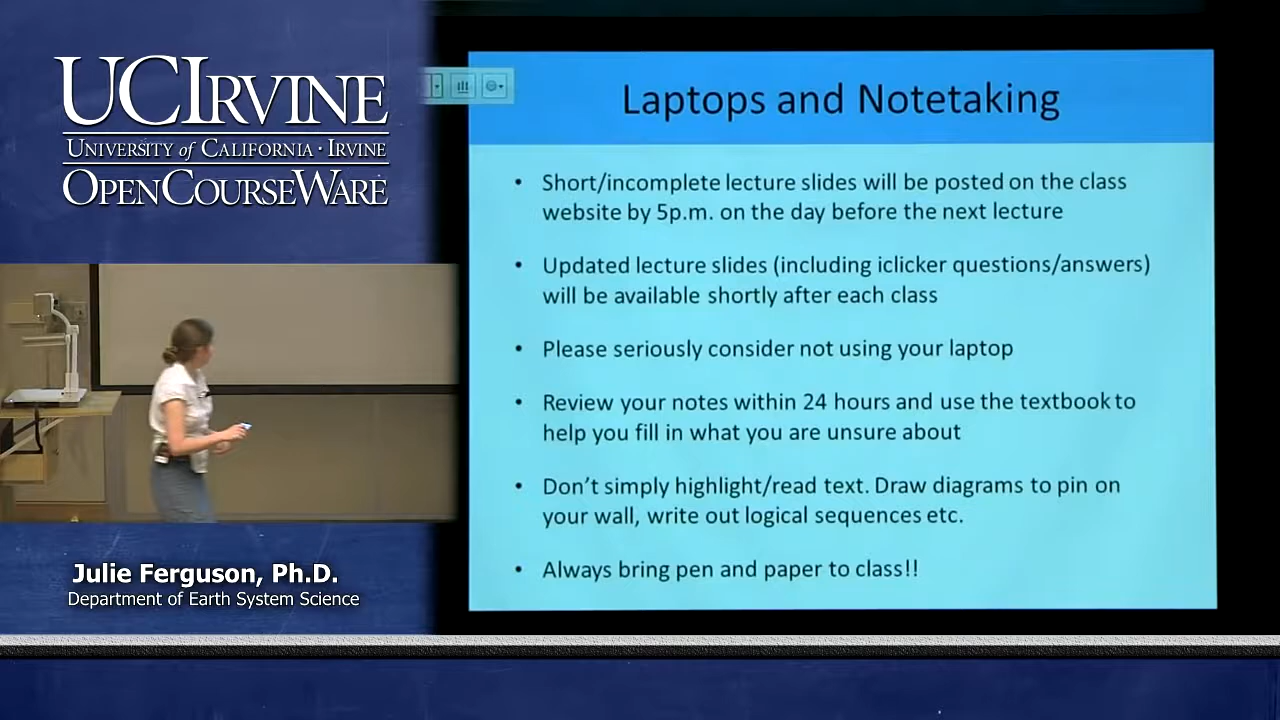 UCIRVINE
UNIVERSITY of CALIFORNIA · IRVINE
OPENCOURSEWARE
Laptops and Notetaking
• Short/incomplete lecture slides will be posted on the class
website by 5p.m. on the day before the next lecture
• Updated lecture slides (including iclicker questions/answers)
will be available shortly after each class
• Please seriously consider not using your laptop
• Review your notes within 24 hours and use the textbook to
help you fill in what you are unsure about
• Don't simply highlight/read text. Draw diagrams to pin on
your wall, write out logical sequences etc.
• Always bring pen and paper to class!!
Julie Ferguson, Ph.D.
Department of Earth System Science